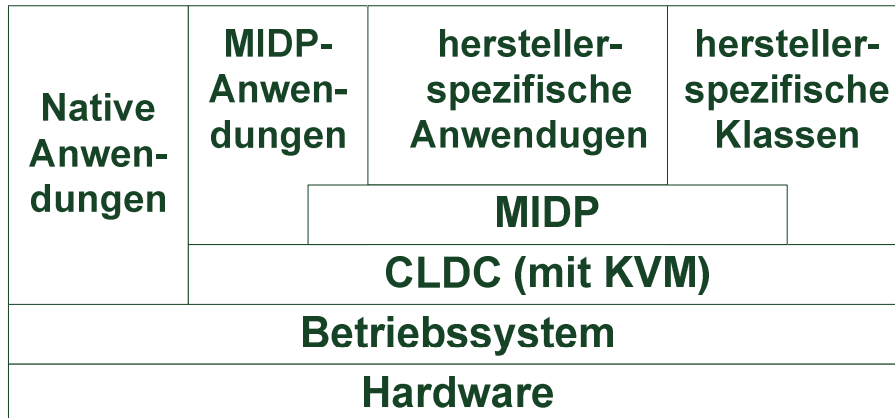 Native
Anwen-
dungen
MIDP-
Anwen-
dungen
hersteller-
spezifische
Anwendugen
hersteller-
spezifische
Klassen
MIDP
CLDC (mit KVM)
Betriebssystem
Hardware